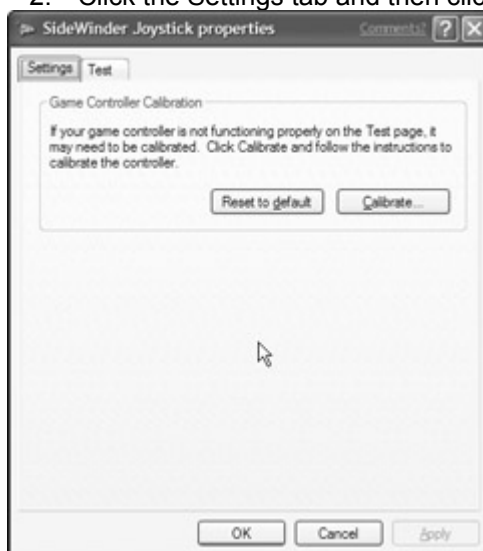 2. Click the Settings tab and then clic
SideWinder Joystick properties Comments?
Settings Test
Game Controller Calibration
If your game controller is not functioning properly on the Test page, it
may need to be calibrated. Click Calibrate and follow the instructions to
calibrate the controller.
Reset to default Calibrate...
OK Cancel Apply